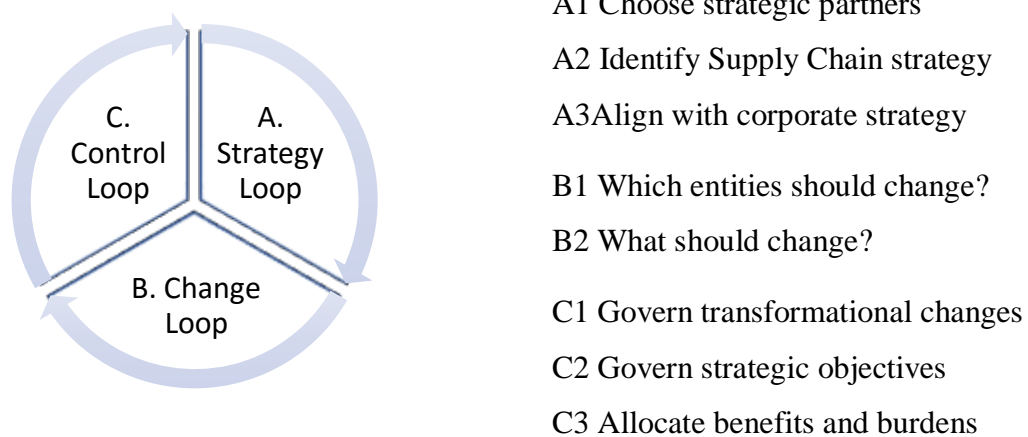 C.
Control
Loop
A.
Strategy
Loop
B. Change
Loop
A1 Choose strategic partners
A2 Identify Supply Chain strategy
A3Align with corporate strategy
B1 Which entities should change?
B2 What should change?
C1 Govern transformational changes
C2 Govern strategic objectives
C3 Allocate benefits and burdens